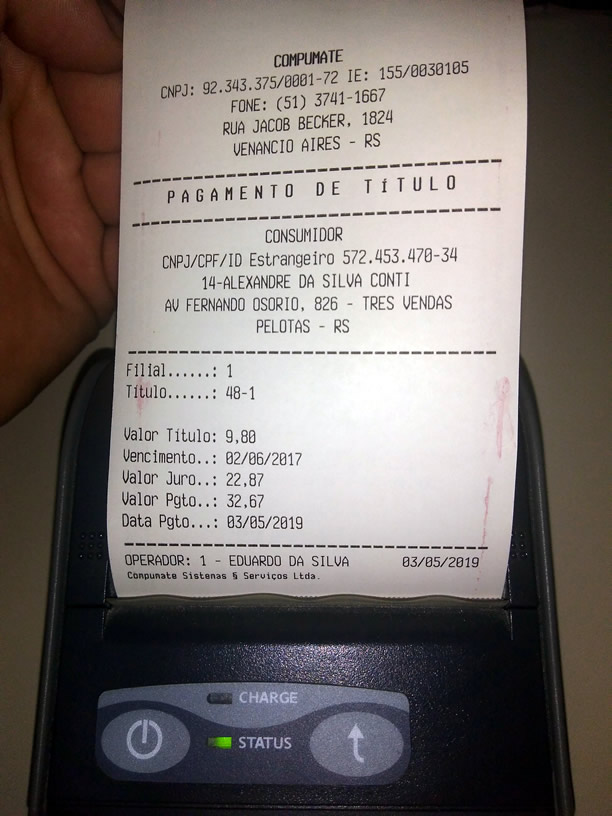 COMPUMATE
CNPJ: 92.343.375/0001-72 IE: 155/0030105
FONE: (51) 3741-1667
RUA JACOB BECKER, 1824
VENANCIO AIRES - RS
PAGAMENTO DE TíTULO
CONSUMIDOR
CNPJ/CPF/ID Estrangeiro 572.453.470-34
14-ALEXANDRE DA SILVA CONTI
AV FERNANDO OSORIO, 826 - TRES VENDAS
PELOTAS - RS
Filial......: 1
Título......: 48-1
Valor Título: 9,80
Vencimento..: 02/06/2017
Valor Juro..: 22,87
Valor Pgto..: 32,67
Data Pgto...: 03/05/2019
OPERADOR: 1 - EDUARDO DA SILVA 03/05/2019
Compumate Sistemas § Serviços Ltda.
CHARGE
STATUS